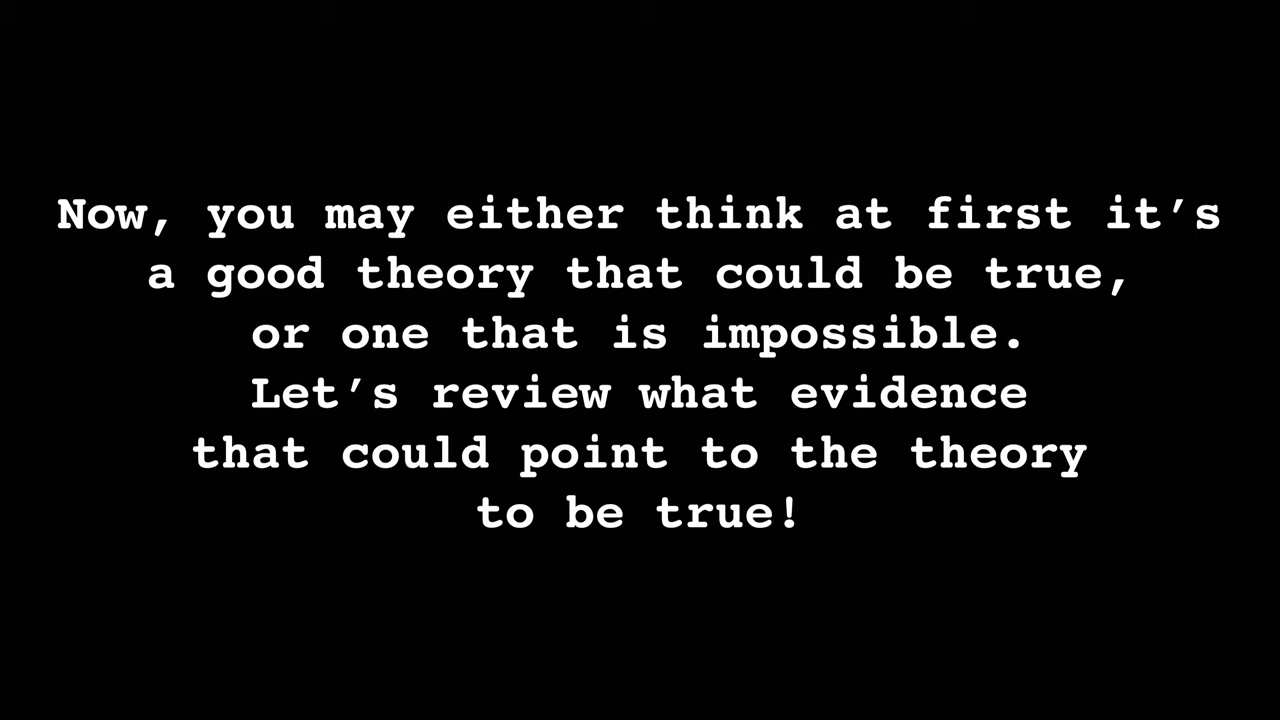 Now, you may either think at first it’s
a good theory that could be true,
or one that is impossible.
Let’s review what evidence
that could point to the theory
to be true!